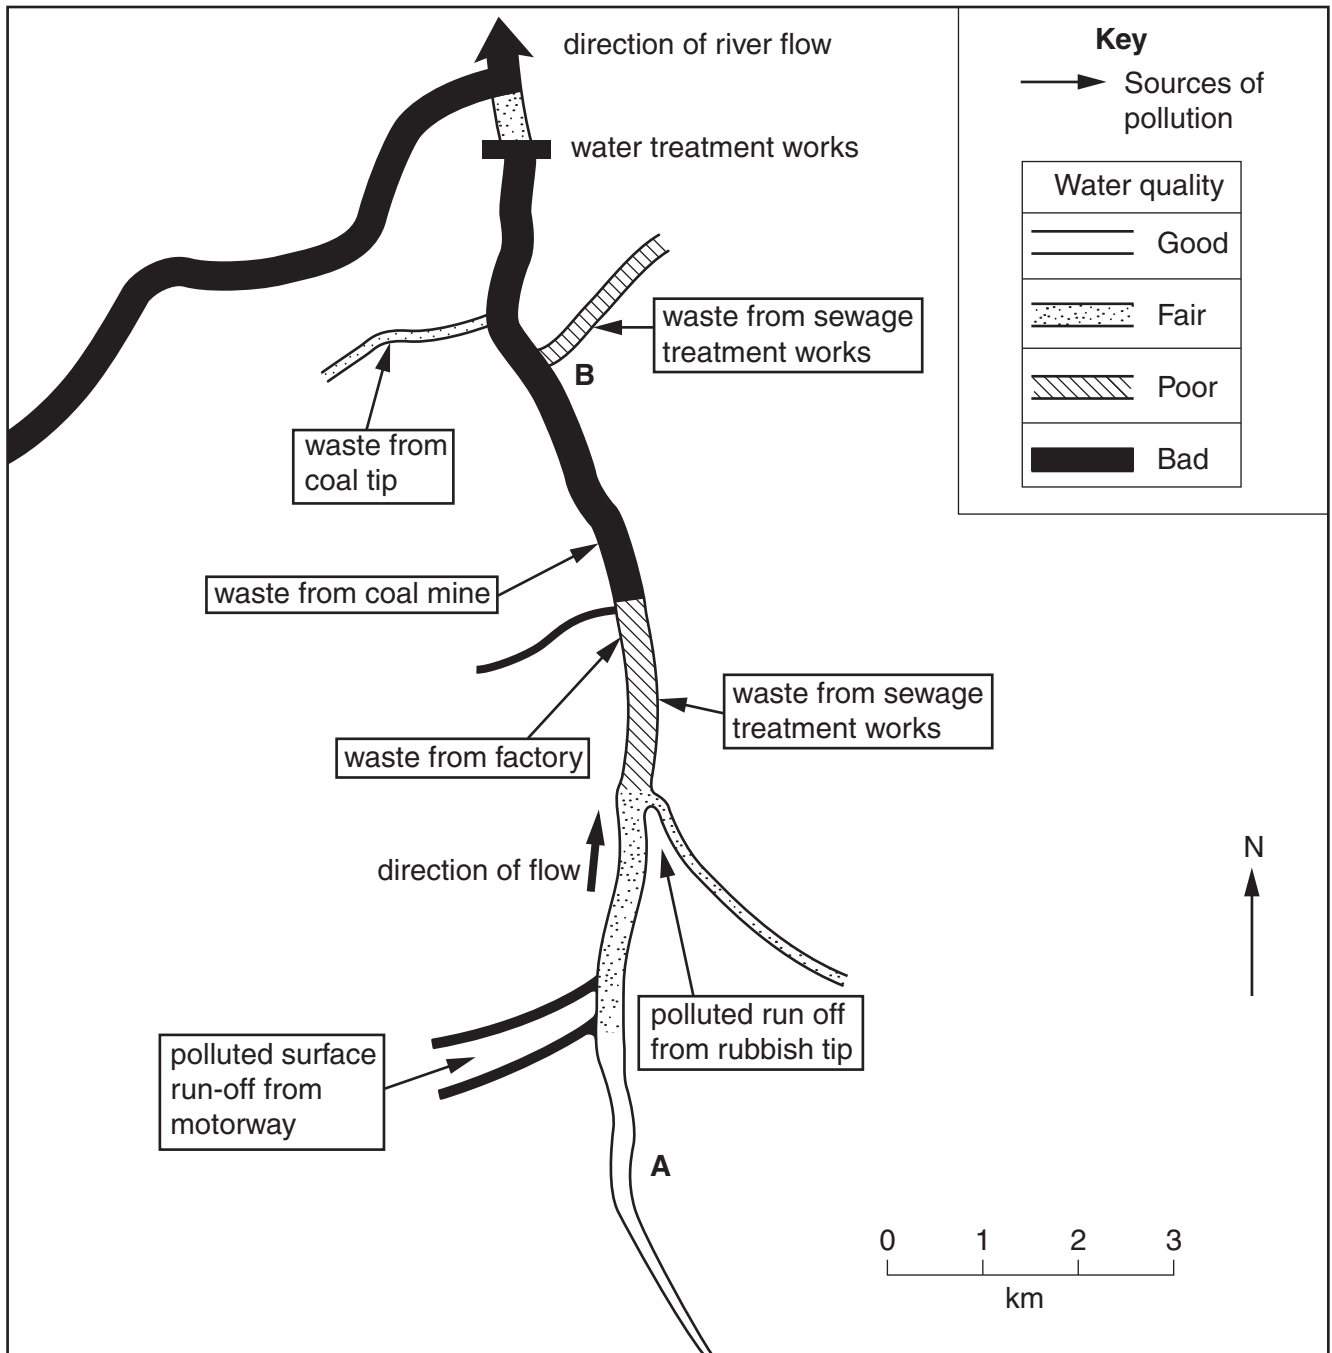 direction of river flow
water treatment works
Key
Sources of
pollution
Water quality
Good
Fair
Poor
Bad
waste from sewage
treatment works
B
waste from
coal tip
waste from coal mine
waste from sewage
treatment works
waste from factory
direction of flow
N
polluted run off
from rubbish tip
polluted surface
run-off from
motorway
A
0 1 2 3
km